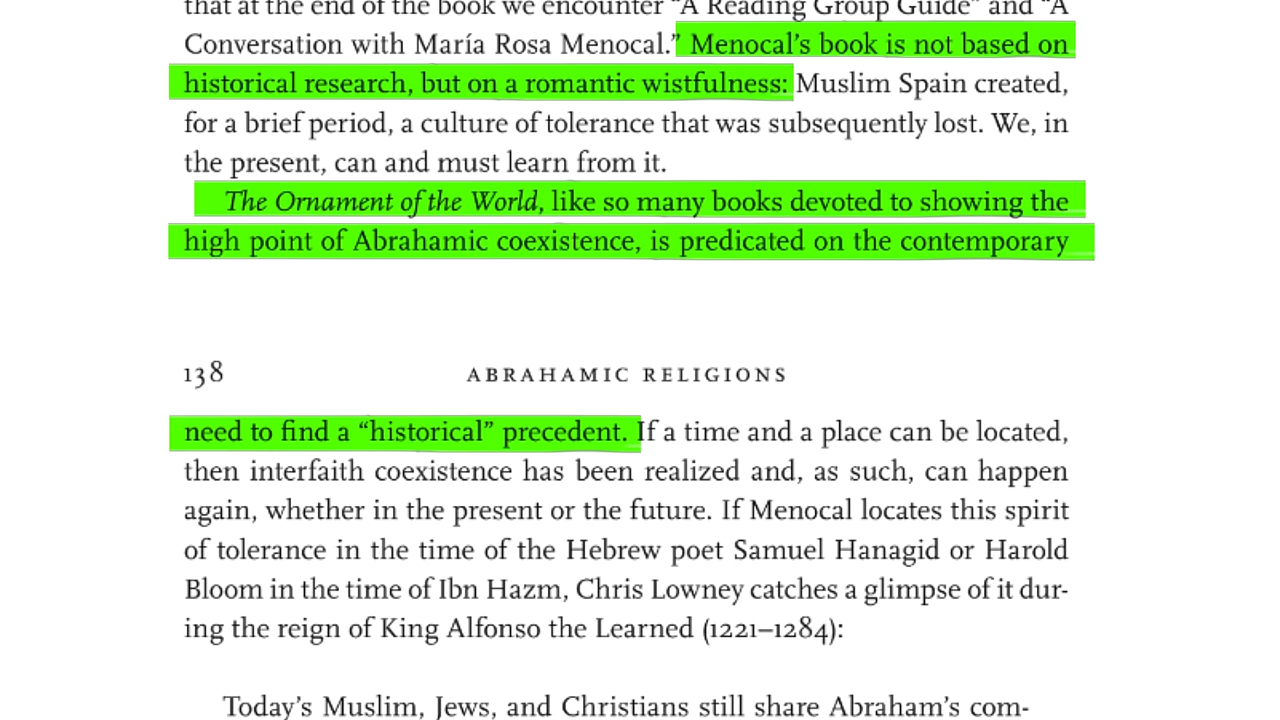 that at the end of the book we encounter “A Reading Group Guide” and “A
Conversation with María Rosa Menocal.” Menocal’s book is not based on
historical research, but on a romantic wistfulness: Muslim Spain created,
for a brief period, a culture of tolerance that was subsequently lost. We, in
the present, can and must learn from it.
The Ornament of the World, like so many books devoted to showing the
high point of Abrahamic coexistence, is predicated on the contemporary
138 ABRAHAMIC RELIGIONS
need to find a “historical” precedent. If a time and a place can be located,
then interfaith coexistence has been realized and, as such, can happen
again, whether in the present or the future. If Menocal locates this spirit
of tolerance in the time of the Hebrew poet Samuel Hanagid or Harold
Bloom in the time of Ibn Hazm, Chris Lowney catches a glimpse of it dur-
ing the reign of King Alfonso the Learned (1221–1284):
Today’s Muslim, Jews, and Christians still share Abraham’s com-